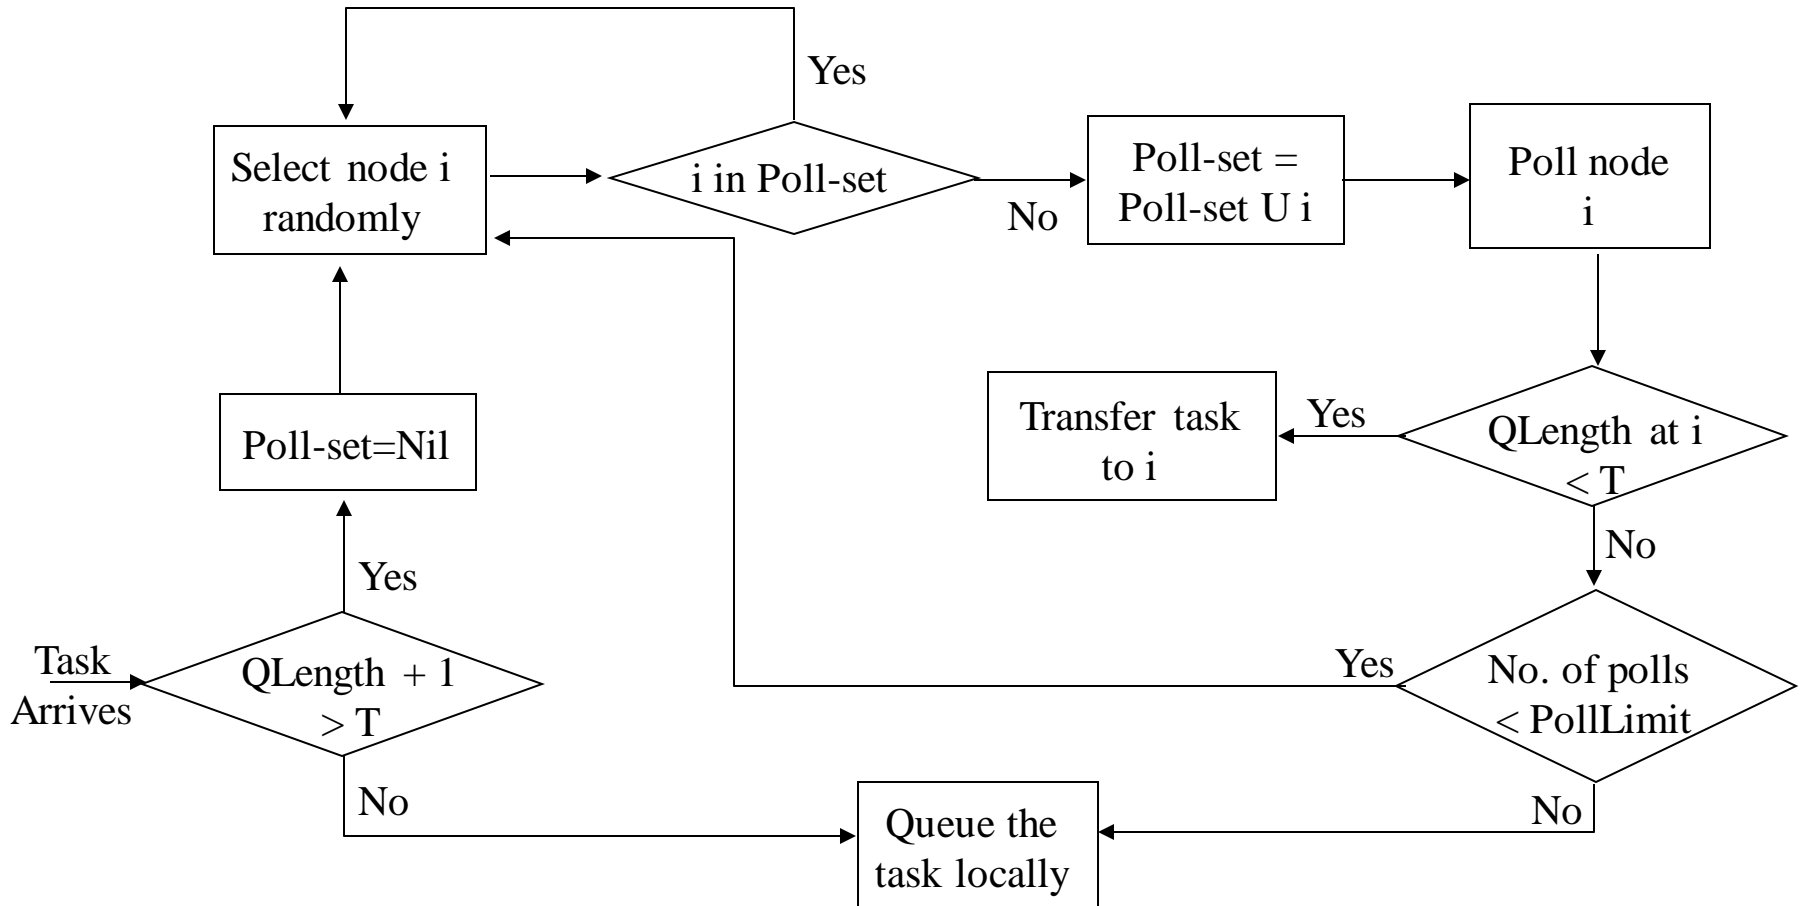 Yes
Select node i
randomly
i in Poll-set
No
Poll-set =
Poll-set U i
Poll node
i
Transfer task
to i
Yes
QLength at i
< T
No
Poll-set=Nil
Yes
Task
Arrives
QLength + 1
> T
No
Yes
No. of polls
< PollLimit
No
Queue the
task locally